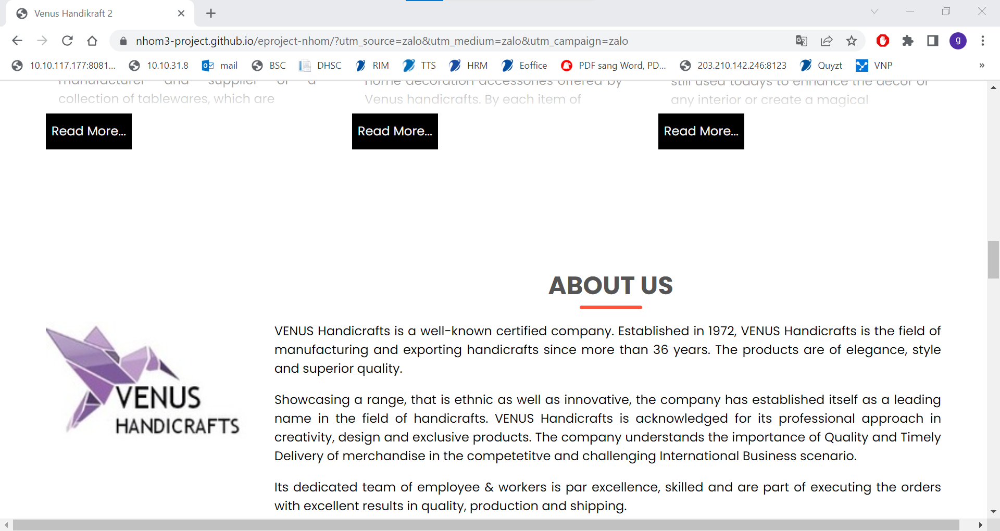 Venus Handikraft 2
nhom3-project.github.io/eproject-nhom/?utm_source=zalo&utm_medium=zalo&utm_campaign=zalo
g
10.10.117.177:8081... 10.10.31.8 mail BSC DHSC RIM TTS HRM Eoffice PDF sang Word, PD... 203.210.142.246:8123 Quyzt VNP »
manufacturer and supplier of a
collection of tablewares, which are
Read More...
home decoration accessories offered by
Venus handicrafts. By each item of
Read More...
still used todays to enhance the decor of
any interior or create a magical
Read More...
ABOUT US
VENUS
HANDICRAFTS
VENUS Handicrafts is a well-known certified company. Established in 1972, VENUS Handicrafts is the field of
manufacturing and exporting handicrafts since more than 36 years. The products are of elegance, style
and superior quality.
Showcasing a range, that is ethnic as well as innovative, the company has established itself as a leading
name in the field of handicrafts. VENUS Handicrafts is acknowledged for its professional approach in
creativity, design and exclusive products. The company understands the importance of Quality and Timely
Delivery of merchandise in the competetitve and challenging International Business scenario.
Its dedicated team of employee & workers is par excellence, skilled and are part of executing the orders
with excellent results in quality, production and shipping.